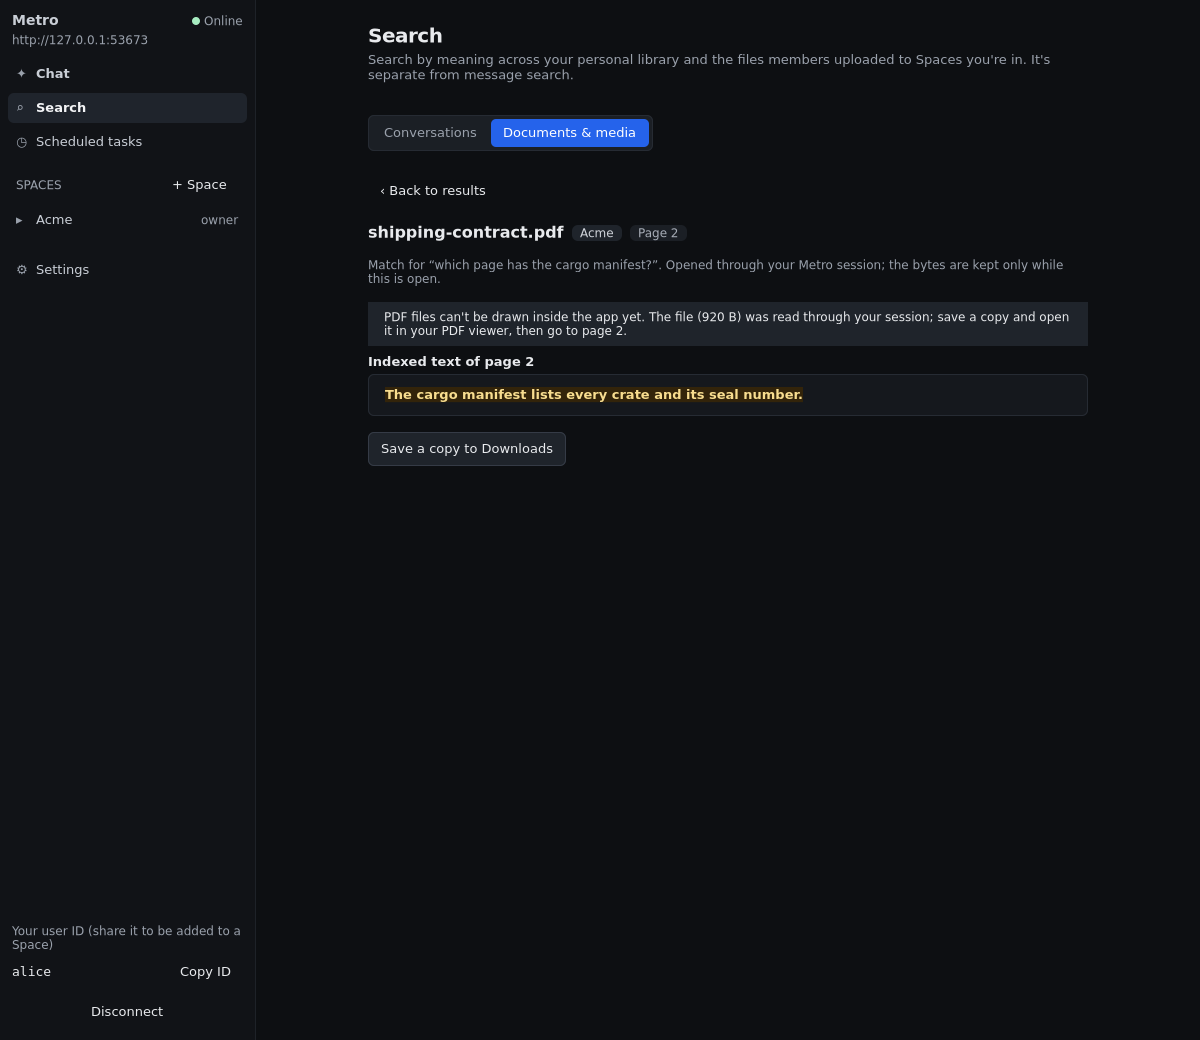 Metro
Online
http://127.0.0.1:53673
Chat
Search
Scheduled tasks
SPACES
+ Space
Acme
owner
Settings
Your user ID (share it to be added to a
Space)
alice
Copy ID
Disconnect
Search
Search by meaning across your personal library and the files members uploaded to Spaces you're in. It's
separate from message search.
Conversations
Documents & media
‹ Back to results
shipping-contract.pdf
Acme
Page 2
Match for “which page has the cargo manifest?”. Opened through your Metro session; the bytes are kept only while
this is open.
PDF files can't be drawn inside the app yet. The file (920 B) was read through your session; save a copy and open
it in your PDF viewer, then go to page 2.
Indexed text of page 2
The cargo manifest lists every crate and its seal number.
Save a copy to Downloads